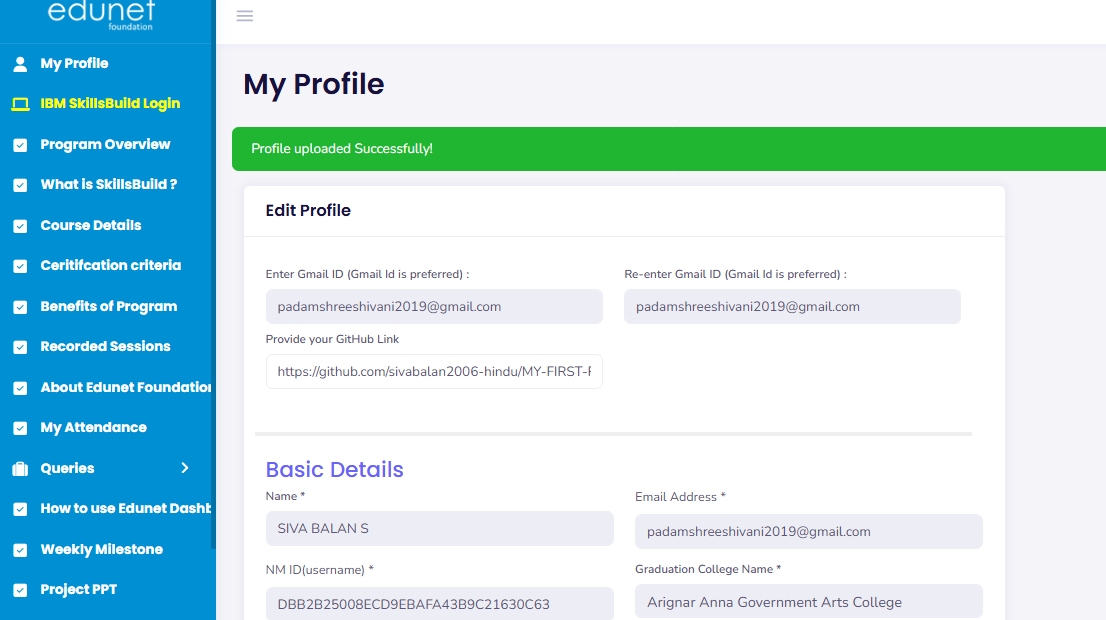 edunet
foundation
My Profile
IBM SkillsBuild Login
Program Overview
What is SkillsBuild ?
Course Details
Ceritifcation criteria
Benefits of Program
Recorded Sessions
About Edunet Foundation
My Attendance
Queries
How to use Edunet Dashb
Weekly Milestone
Project PPT
My Profile
Profile uploaded Successfully!
Edit Profile
Enter Gmail ID (Gmail Id is preferred) :
Re-enter Gmail ID (Gmail Id is preferred) :
padamshreeshivani2019@gmail.com
padamshreeshivani2019@gmail.com
Provide your GitHub Link
https://github.com/sivabalan2006-hindu/MY-FIRST-F
Basic Details
Name *
Email Address *
SIVA BALAN S
padamshreeshivani2019@gmail.com
NM ID(username) *
Graduation College Name *
DBB2B25008ECD9EBAFA43B9C21630C63
Arignar Anna Government Arts College